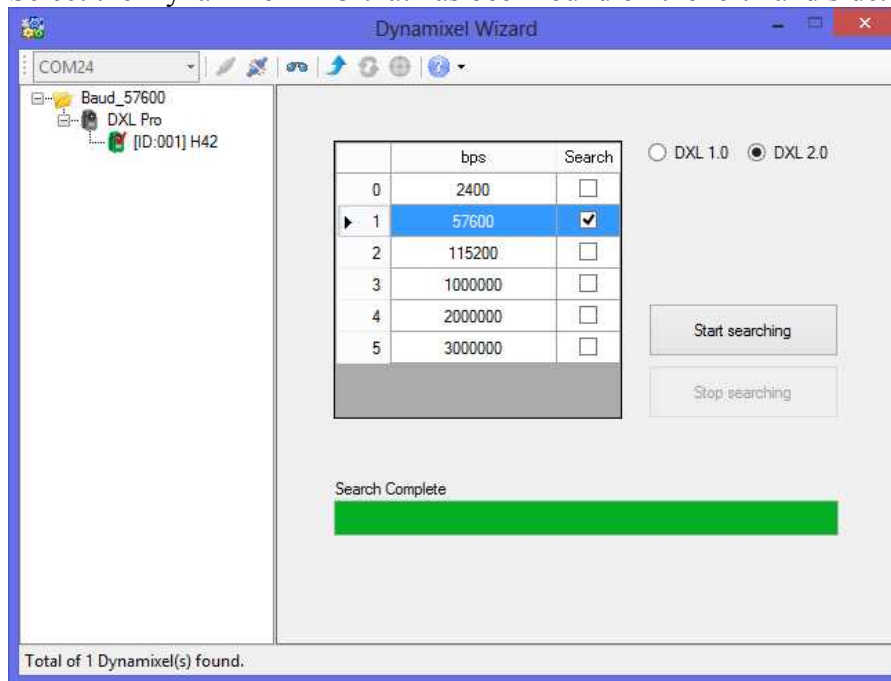 Dynamixel Wizard
COM24
Baud_57600
DXL Pro
[ID:001] H42
bps Search
0 2400
1 57600
2 115200
3 1000000
4 2000000
5 3000000
DXL 1.0 DXL 2.0
Start searching
Stop searching
Search Complete
Total of 1 Dynamixel(s) found.